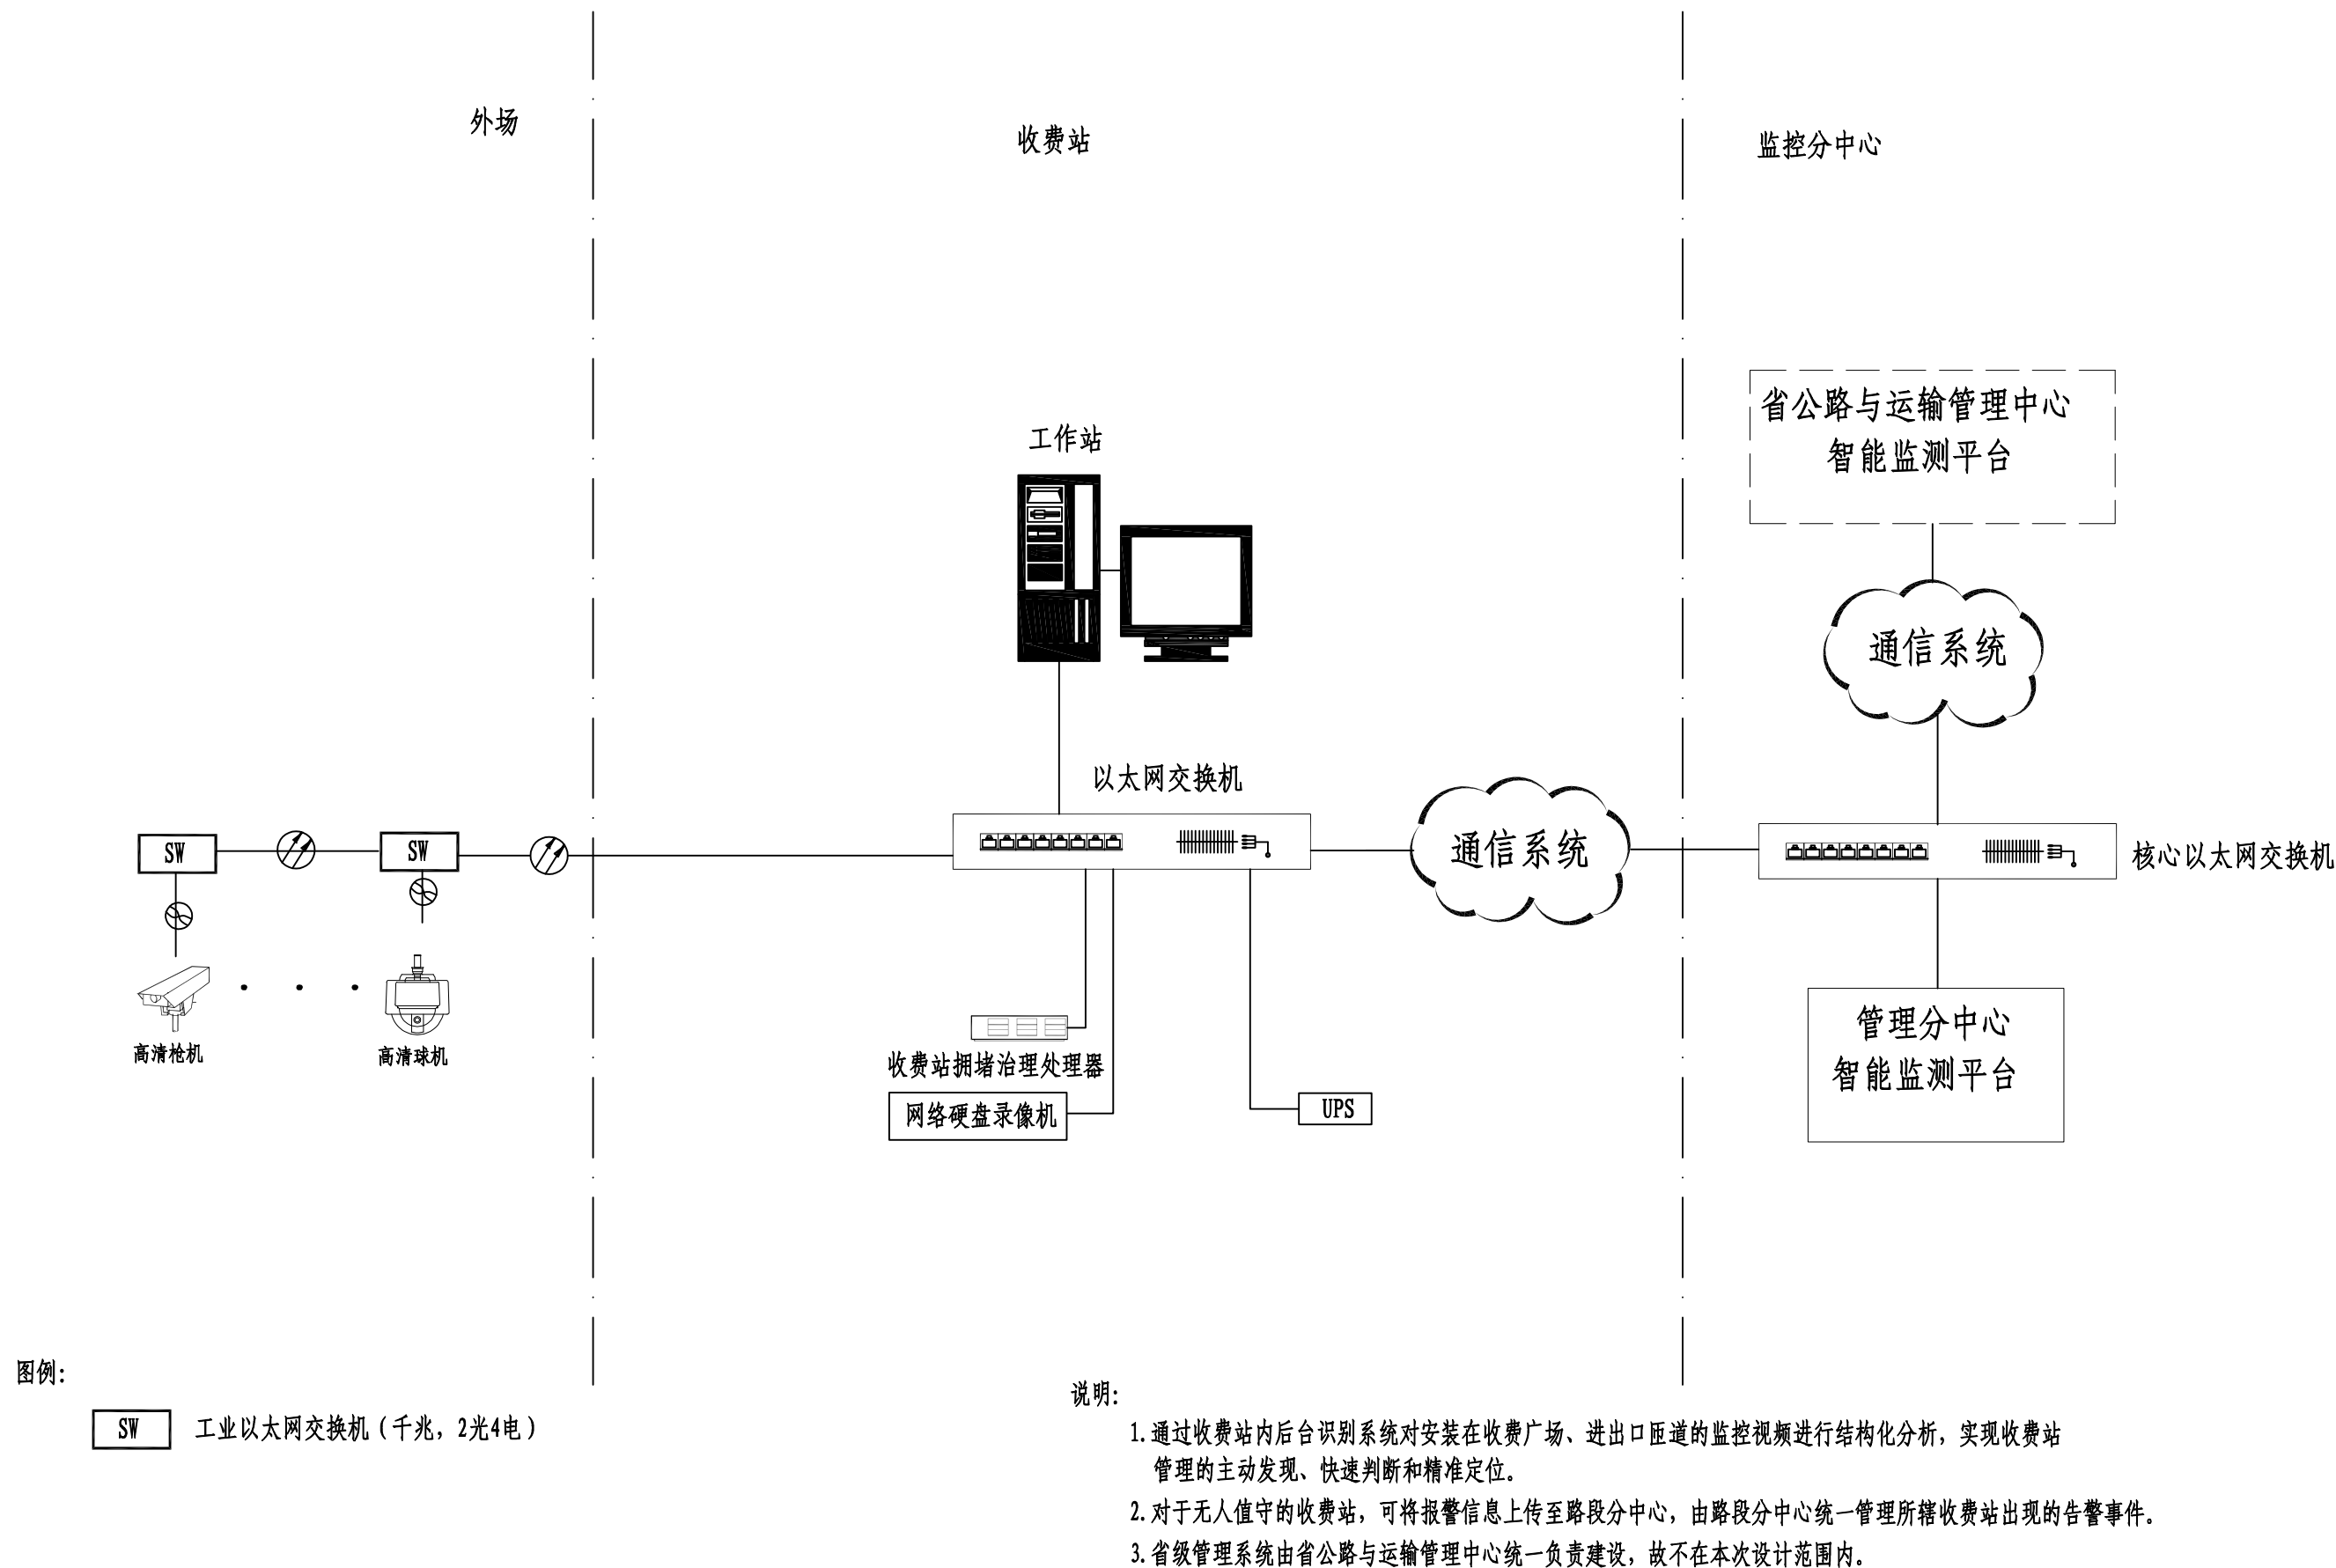 外场
收费站
监控分中心
省公路与运输管理中心
智能监测平台
工作站
通信系统
以太网交换机
SW
SW
通信系统
核心以太网交换机
高清枪机
高清球机
收费站拥堵治理处理器
网络硬盘录像机
UPS
管理分中心
智能监测平台
图例:
SW
工业以太网交换机（千兆，2光4电）
说明:
1.通过收费站内后台识别系统对安装在收费广场、进出口匝道的监控视频进行结构化分析，实现收费站
管理的主动发现、快速判断和精准定位。
2.对于无人值守的收费站，可将报警信息上传至路段分中心，由路段分中心统一管理所辖收费站出现的告警事件。
3.省级管理系统由省公路与运输管理中心统一负责建设，故不在本次设计范围内。